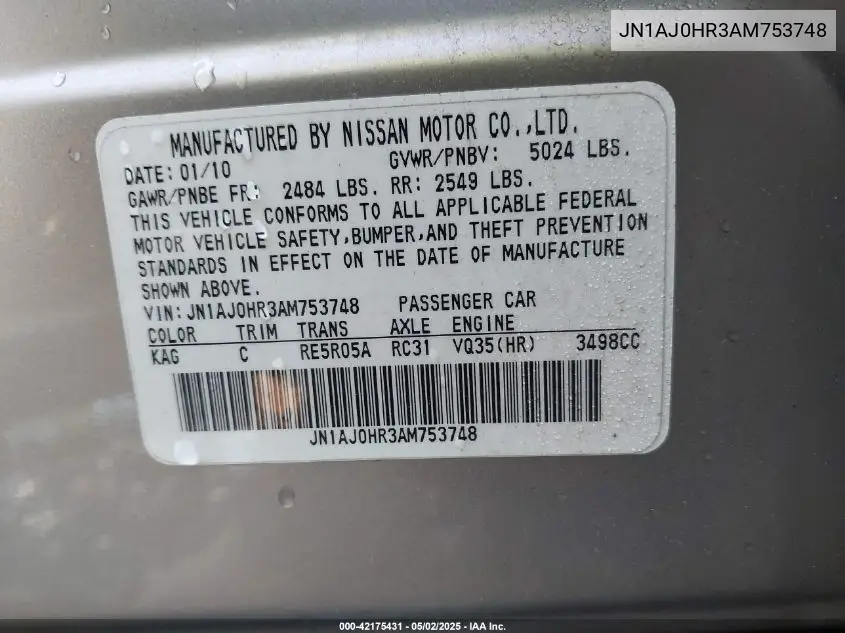 JN1AJ0HR3AM753748
MANUFACTURED BY NISSAN MOTOR CO.,LTD.
DATE: 01/10 GVWR/PNBV: 5024 LBS.
GAWR/PNBE FR: 2484 LBS. RR: 2549 LBS.
THIS VEHICLE CONFORMS TO ALL APPLICABLE FEDERAL
MOTOR VEHICLE SAFETY,BUMPER,AND THEFT PREVENTION
STANDARDS IN EFFECT ON THE DATE OF MANUFACTURE
SHOWN ABOVE.
VIN:JN1AJ0HR3AM753748 PASSENGER CAR
COLOR TRIM TRANS AXLE ENGINE
KAG C RE5R05A RC31 VQ35(HR) 3498CC
JN1AJ0HR3AM753748
000-42175431 - 05/02/2025 - IAA Inc.